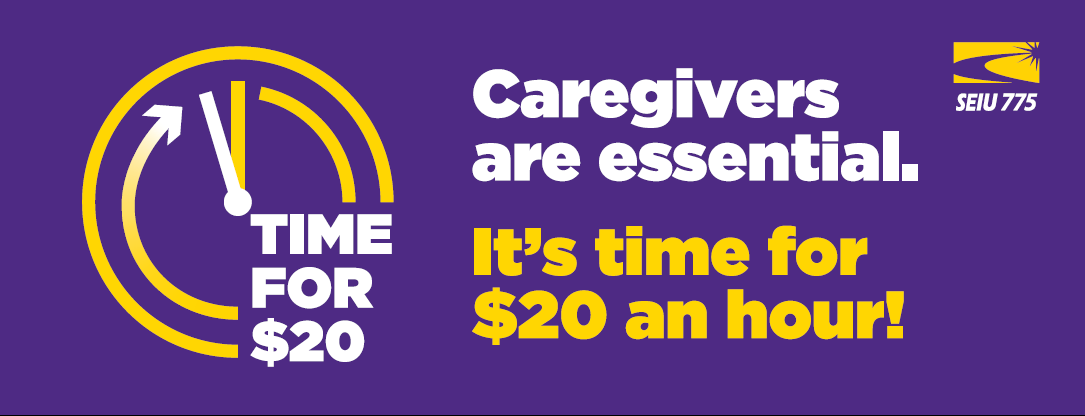 TIME
FOR
$20
Caregivers
are essential.
It's time for
$20 an hour!
SEIU 775